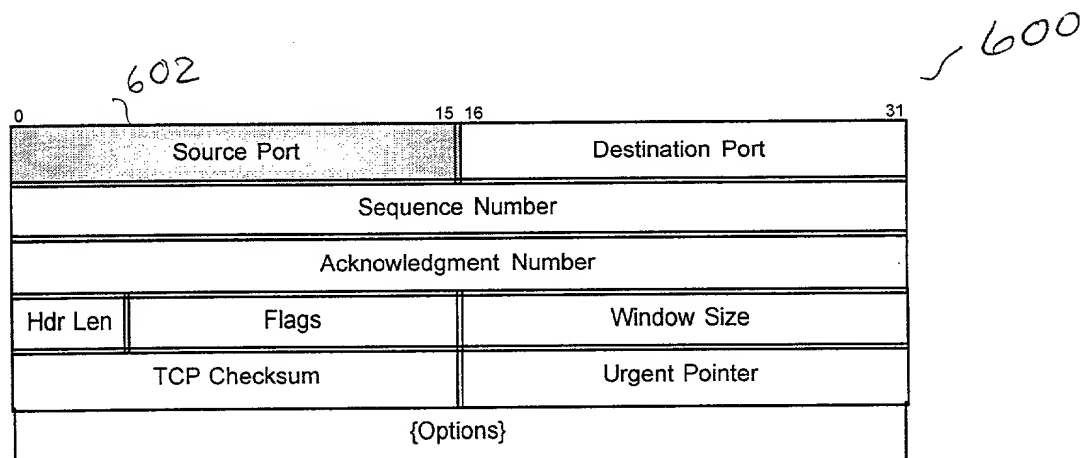 600
602
0 15 16 31
Source Port Destination Port
Sequence Number
Acknowledgment Number
Hdr Len Flags Window Size
TCP Checksum Urgent Pointer
{Options}